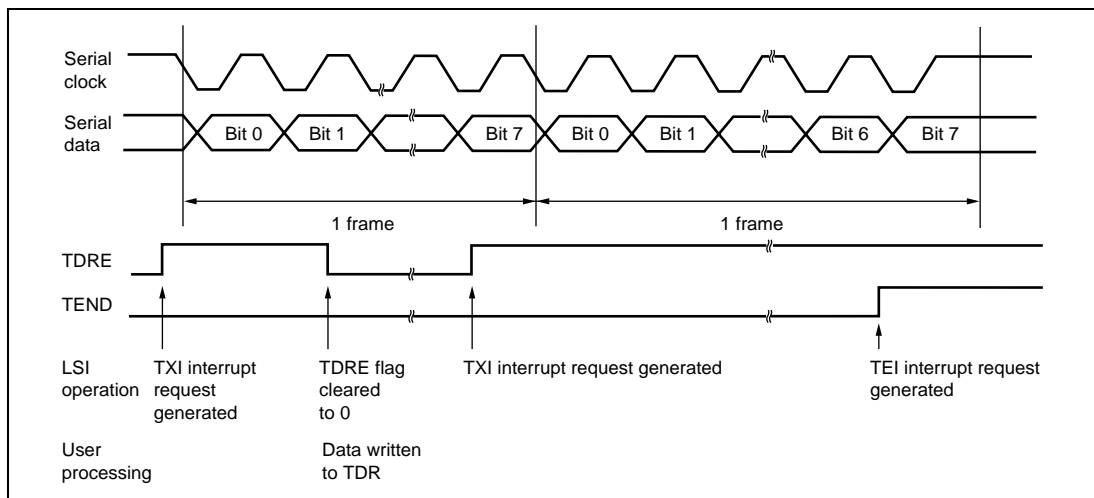 Serial
clock
Serial
data
Bit 0
Bit 1
Bit 7
Bit 0
Bit 1
Bit 6
Bit 7
1 frame
1 frame
TDRE
TEND
LSI
operation
TXI interrupt
request
generated
TDRE flag
cleared
to 0
TXI interrupt request generated
TEI interrupt request
generated
User
processing
Data written
to TDR